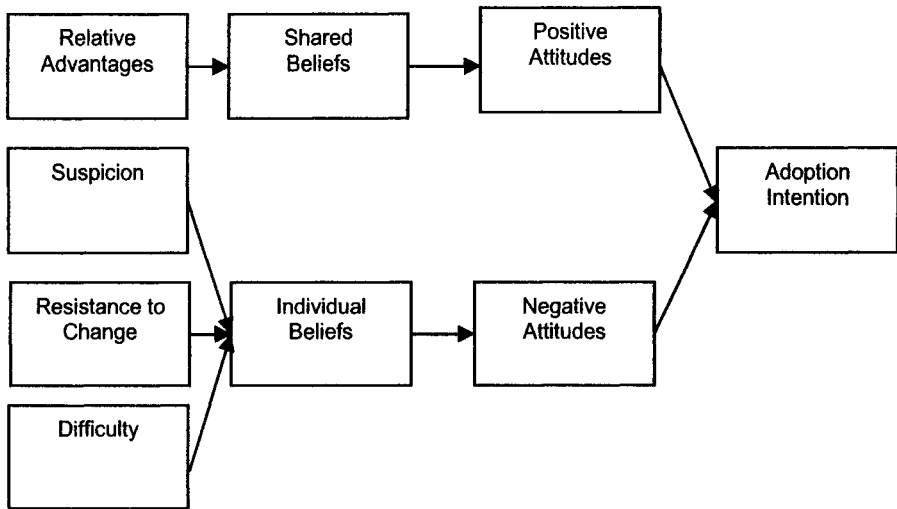 Relative
Advantages
Shared
Beliefs
Positive
Attitudes
Suspicion
Adoption
Intention
Resistance to
Change
Individual
Beliefs
Negative
Attitudes
Difficulty